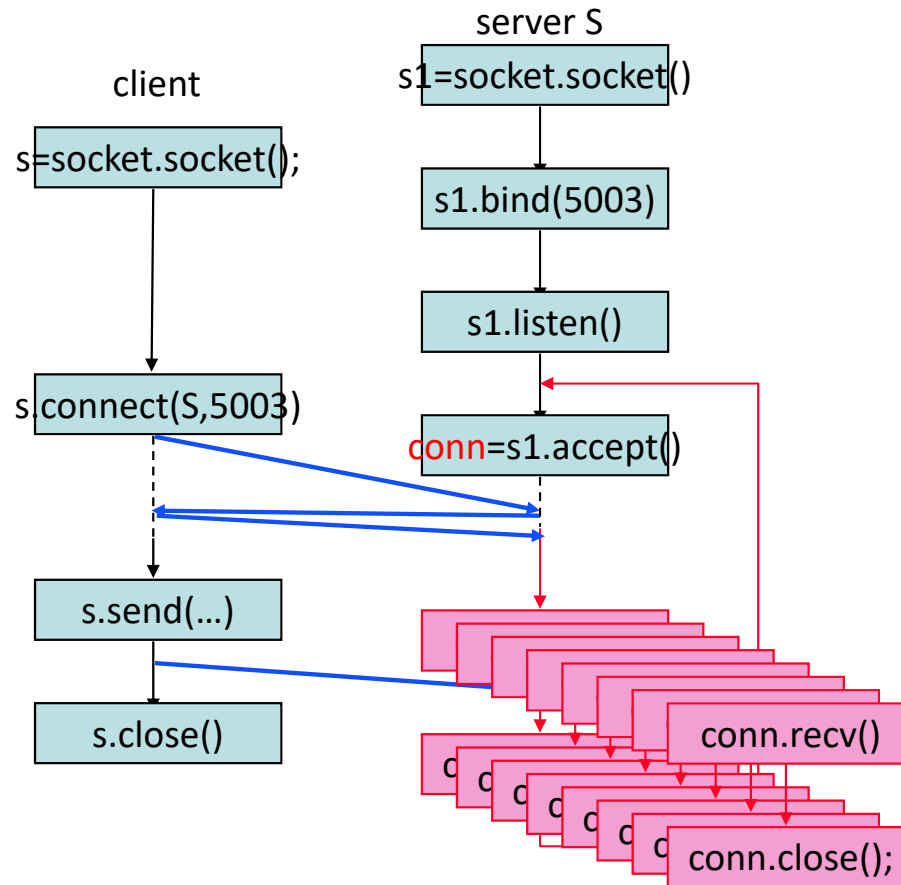 server S
s1=socket.socket()
client
s=socket.socket();
s1.bind(5003)
s1.listen()
s.connect(S,5003)
conn=s1.accept()
s.send(…)
s.close()
conn.recv()
conn.close();